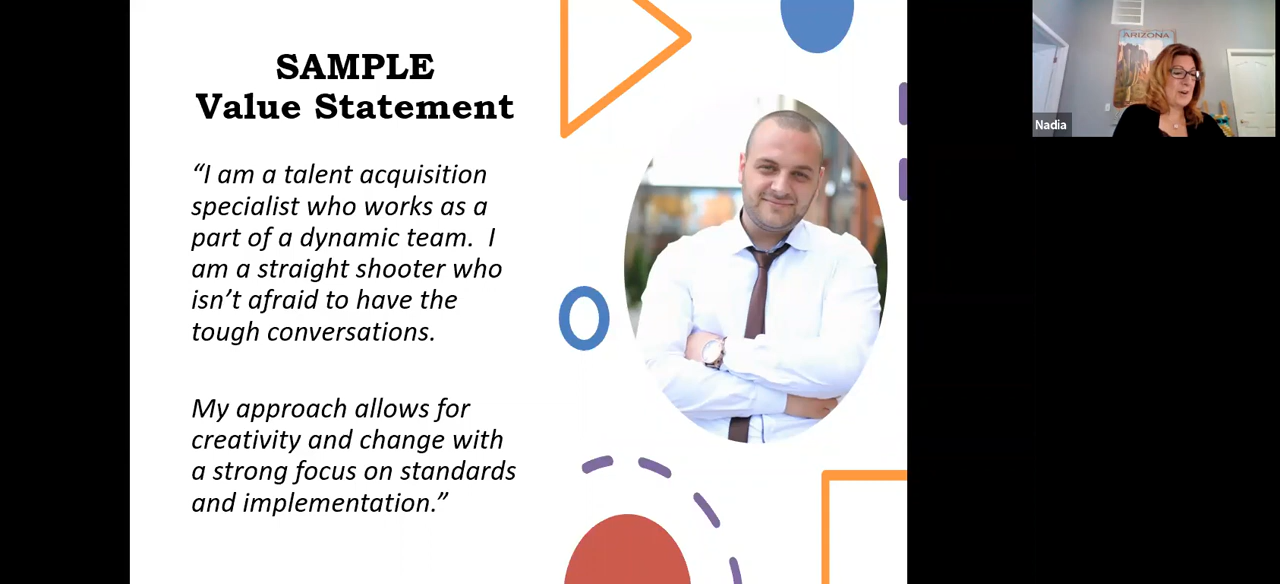 SAMPLE
Value Statement
“I am a talent acquisition
specialist who works as a
part of a dynamic team.  I
am a straight shooter who
isn’t afraid to have the
tough conversations.
My approach allows for
creativity and change with
a strong focus on standards
and implementation.”
ARIZONA
Nadia